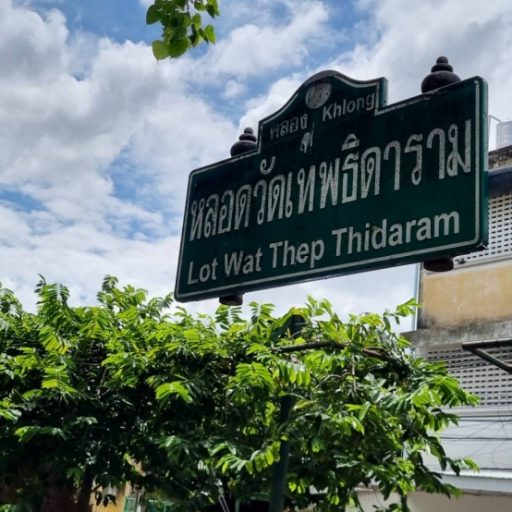 คลอง Khlong
หลอดวัดเทพธิดาราม
Lot Wat Thep Thidaram